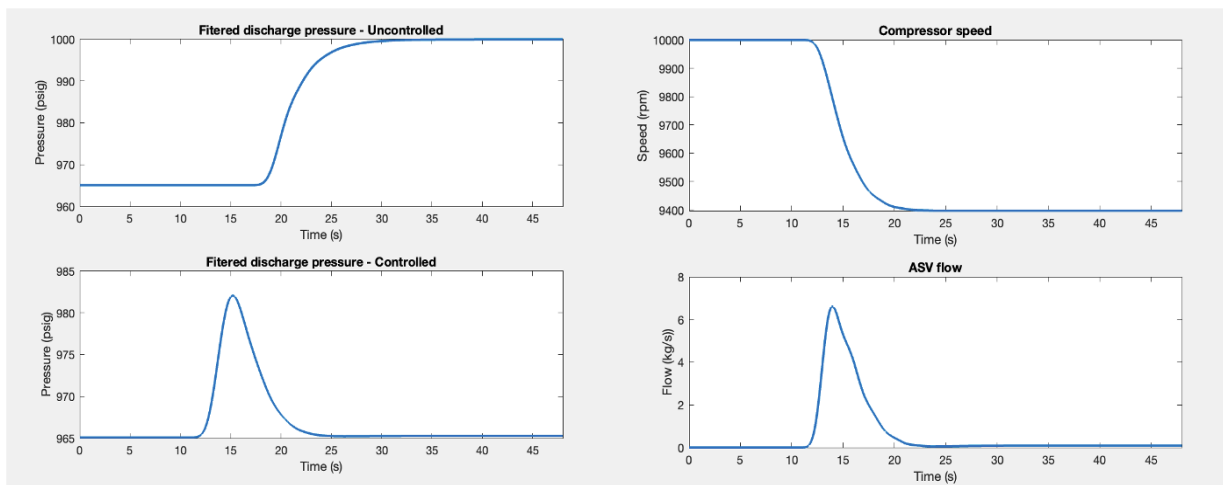 Fitered discharge pressure - Uncontrolled
Pressure (psig)
1000
990
980
970
960
0 5 10 15 20 25 30 35 40 45
Time (s)
Compressor speed
Speed (rpm)
10000
9900
9800
9700
9600
9500
9400
0 5 10 15 20 25 30 35 40 45
Time (s)
Fitered discharge pressure - Controlled
Pressure (psig)
985
980
975
970
965
0 5 10 15 20 25 30 35 40 45
Time (s)
ASV flow
Flow (kg/s))
8
6
4
2
0
0 5 10 15 20 25 30 35 40 45
Time (s)